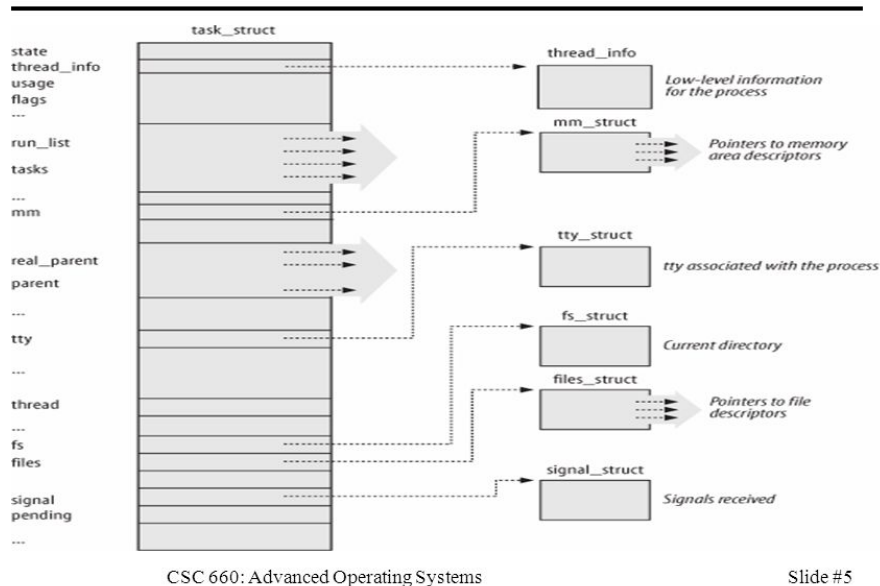 task_struct
state
thread_info
usage
flags
...
run_list
tasks
...
mm
real_parent
parent
...
tty
...
thread
...
fs
files
signal
pending
...
thread_info
Low-level information
for the process
mm_struct
Pointers to memory
area descriptors
tty_struct
tty associated with the process
fs_struct
Current directory
files_struct
Pointers to file
descriptors
signal_struct
Signals received
CSC 660: Advanced Operating Systems
Slide #5